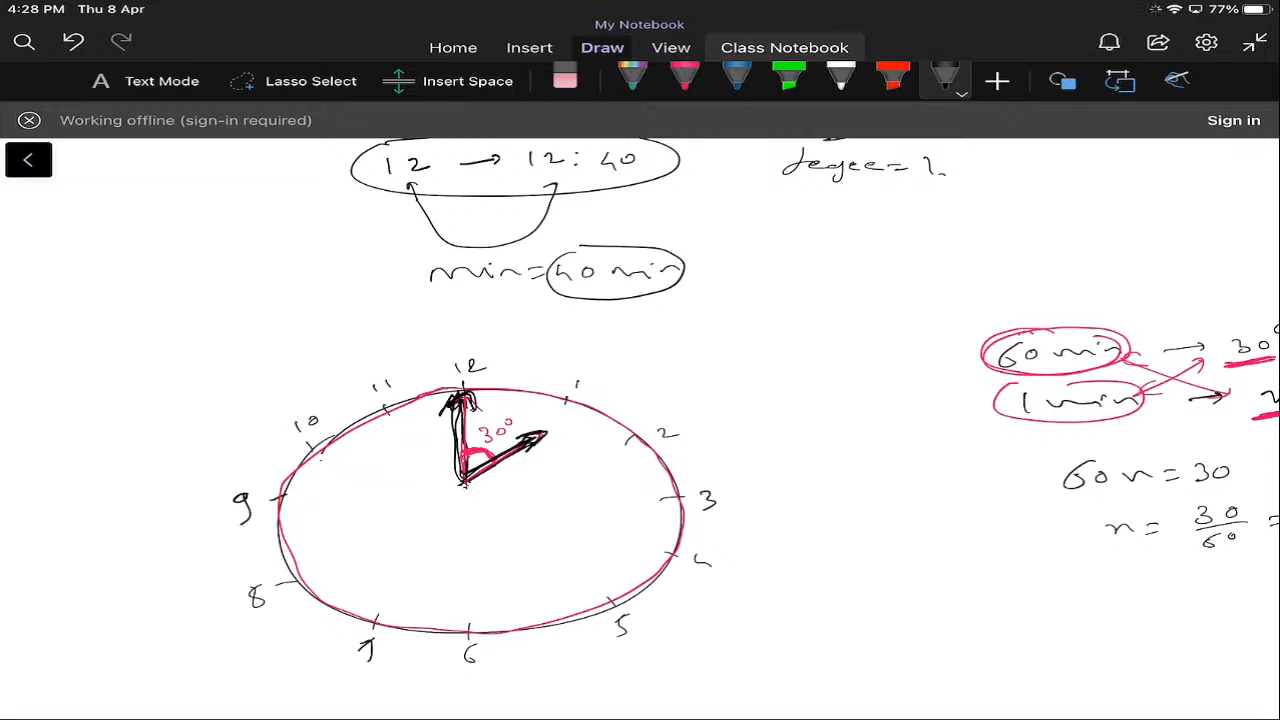 4:28 PM Thu 8 Apr
77%
My Notebook
Home Insert Draw View Class Notebook
Text Mode Lasso Select Insert Space
Working offline (sign-in required)
Sign in
12 → 12:40
degree = ?
min = 40 min
60 min → 30°
1 min →
60 n = 30
n = 30/60 =
12
11
1
10
2
30°
9
3
8
4
7
5
6